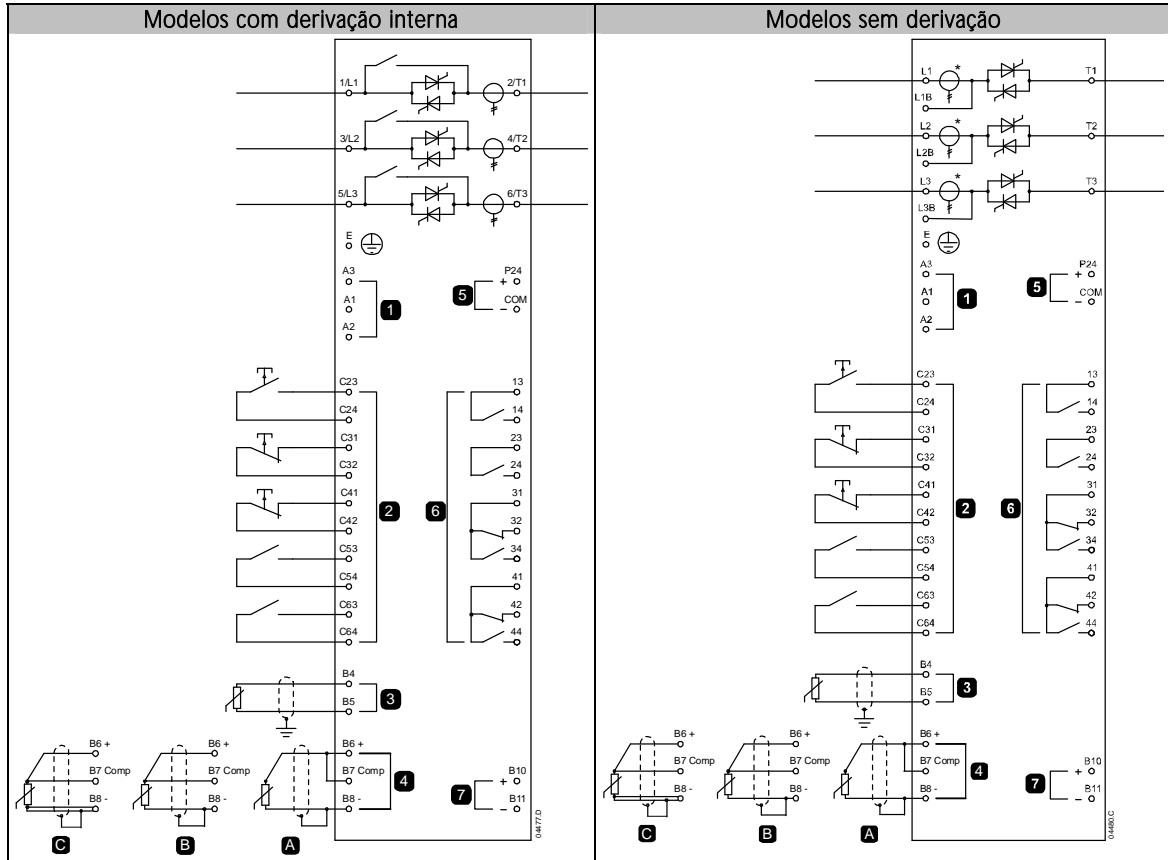 Modelos com derivação interna
1/L1 2/T1
3/L2 4/T2
5/L3 6/T3
E
A3 P24
+
1 5
A1 COM
-
A2
C23 13
C24 14
C31 23
C32 24
C41 31
2 6
C42 32
C53 34
C54 41
C63 42
C64 44
B4
3
B5
B6 + B6 + B6 +
B7 Comp B7 Comp B7 Comp 4 B10
+
7
B8 - B8 - B8 - B11
-
C B A
04477.D
Modelos sem derivação
L1 * T1
L1B
L2 * T2
L2B
L3 * T3
L3B
E
A3 P24
+
1 5
A1 COM
-
A2
C23 13
C24 14
C31 23
C32 24
C41 31
2 6
C42 32
C53 34
C54 41
C63 42
C64 44
B4
3
B5
B6 + B6 + B6 +
B7 Comp B7 Comp B7 Comp 4 B10
+
7
B8 - B8 - B8 - B11
-
C B A
04480.C